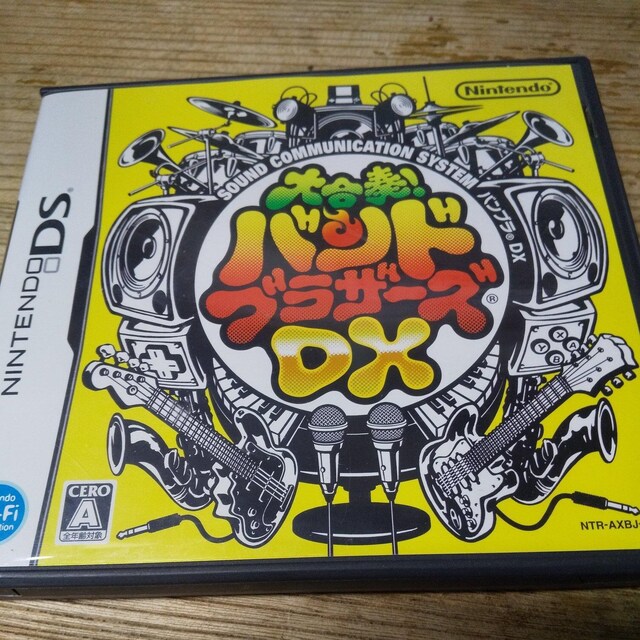 Nintendo®
SOUND COMMUNICATION SYSTEM
バンブラ® DX
大合奏!
バンド
ブラザーズ®
DX
NINTENDO DS®
X
Y
A
B
CERO
A
全年齢対象
NTR-AXBJ